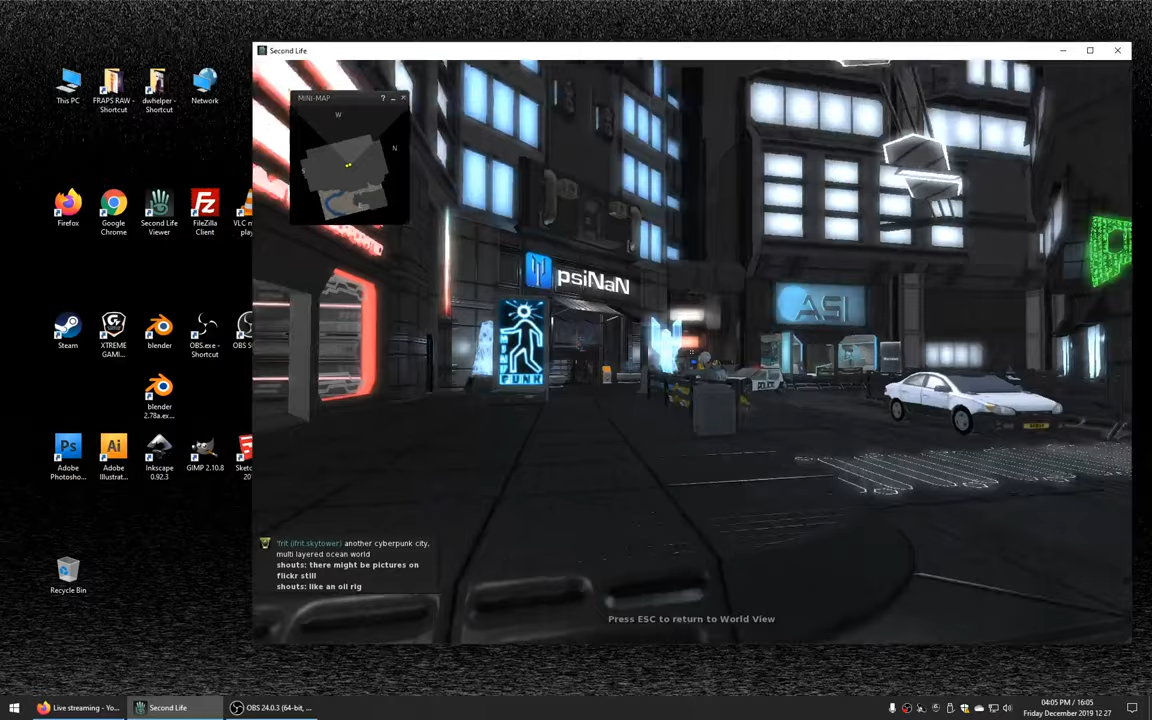 Second Life
This PC
FRAPS RAW - Shortcut
dwhelper - Shortcut
Network
Firefox
Google Chrome
Second Life Viewer
FileZilla Client
Steam
XTREME GAMI...
blender
OBS.exe - Shortcut
blender 2.78a.ex...
Adobe Photosho...
Adobe Illustrat...
Inkscape 0.92.3
GIMP 2.10.8
Recycle Bin
MINI-MAP
W
N
psiNaN
MIND
FUNK
ASI
POLICE
'frit (ifrit.skytower) another cyberpunk city,
multi layered ocean world
shouts: there might be pictures on
flickr still
shouts: like an oil rig
Press ESC to return to World View
Live streaming - Yo...
Second Life
OBS 24.0.3 (64-bit, ...
04:05 PM / 16:05
Friday December 2019 12 27